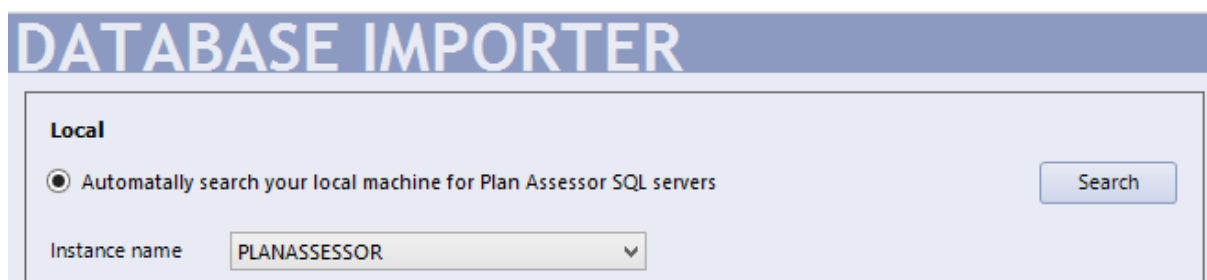 DATABASE IMPORTER
Local
Automatally search your local machine for Plan Assessor SQL servers
Search
Instance name
PLANASSESSOR